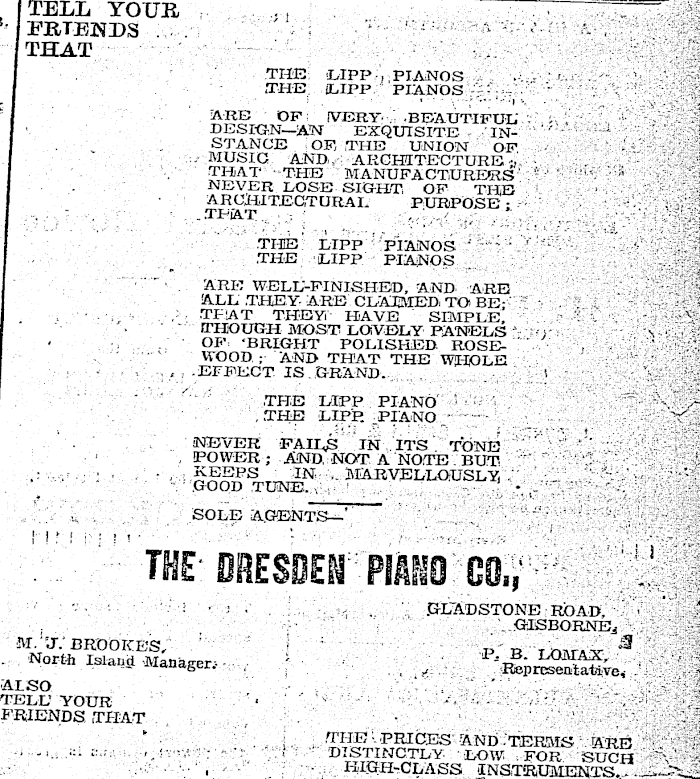 TELL YOUR
FRIENDS
THAT
THE LIPP PIANOS
THE LIPP PIANOS
ARE OF VERY BEAUTIFUL
DESIGN—AN EXQUISITE IN-
STANCE OF THE UNION OF
MUSIC AND ARCHITECTURE;
THAT THE MANUFACTURERS
NEVER LOSE SIGHT OF THE
ARCHITECTURAL PURPOSE;
THAT
THE LIPP PIANOS
THE LIPP PIANOS
ARE WELL-FINISHED, AND ARE
ALL THEY ARE CLAIMED TO BE;
THAT THEY HAVE SIMPLE,
THOUGH MOST LOVELY PANELS
OF BRIGHT POLISHED ROSE-
WOOD; AND THAT THE WHOLE
EFFECT IS GRAND.
THE LIPP PIANO
THE LIPP PIANO
NEVER FAILS IN ITS TONE
POWER; AND NOT A NOTE BUT
KEEPS IN MARVELLOUSLY
GOOD TUNE.
SOLE AGENTS—
THE DRESDEN PIANO CO.,
GLADSTONE ROAD,
GISBORNE.
M. J. BROOKES,
North Island Manager.
P. B. LOMAX,
Representative.
ALSO
TELL YOUR
FRIENDS THAT
THE PRICES AND TERMS ARE
DISTINCTLY LOW FOR SUCH
HIGH-CLASS INSTRUMENTS.